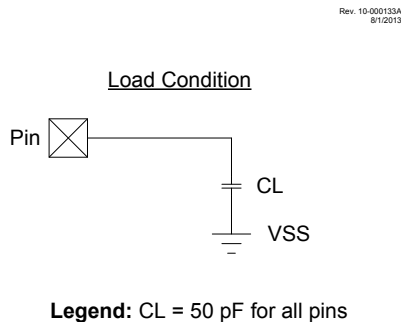 Rev. 10-000133A
8/1/2013
Load Condition
Pin
CL
VSS
Legend: CL = 50 pF for all pins